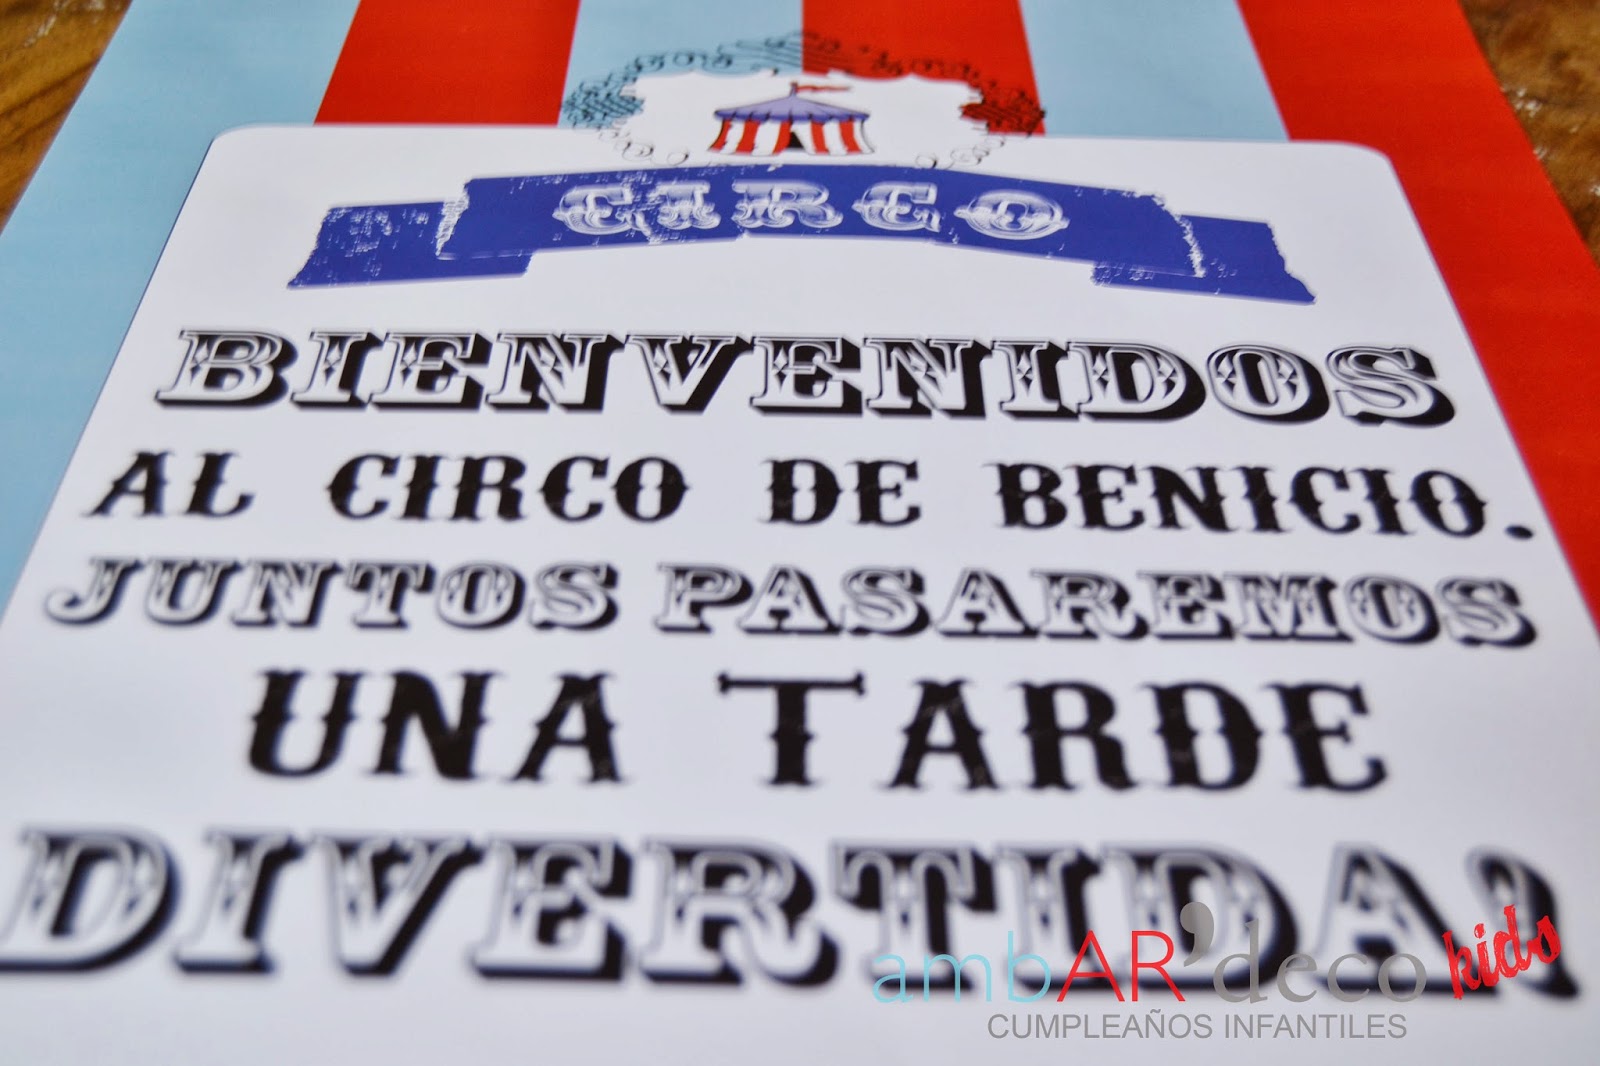 CIRCO
BIENVENIDOS
AL CIRCO DE BENICIO.
JUNTOS PASAREMOS
UNA TARDE
DIVERTIDA
ambAR'deco kids
CUMPLEAÑOS INFANTILES